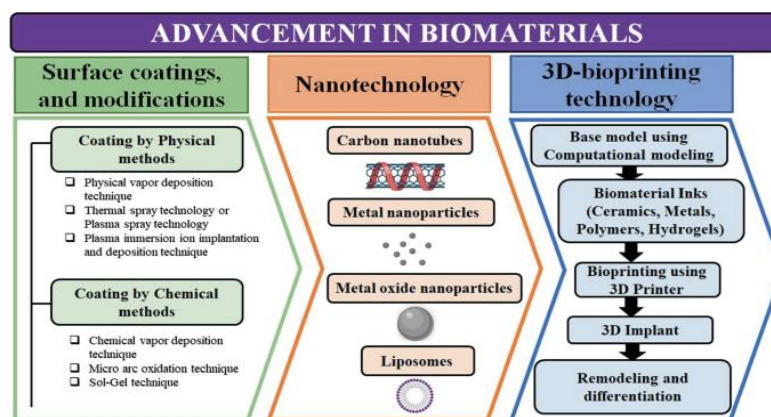 ADVANCEMENT IN BIOMATERIALS
Surface coatings,
and modifications
Coating by Physical
methods
Physical vapor deposition
technique
Thermal spray technology or
Plasma spray technology
Plasma immersion ion implantation
and deposition technique
Coating by Chemical
methods
Chemical vapor deposition
technique
Micro arc oxidation technique
Sol-Gel technique
Nanotechnology
Carbon nanotubes
Metal nanoparticles
Metal oxide nanoparticles
Liposomes
3D-bioprinting
technology
Base model using
Computational modeling
Biomaterial Inks
(Ceramics, Metals,
Polymers, Hydrogels)
Bioprinting using
3D Printer
3D Implant
Remodeling and
differentiation